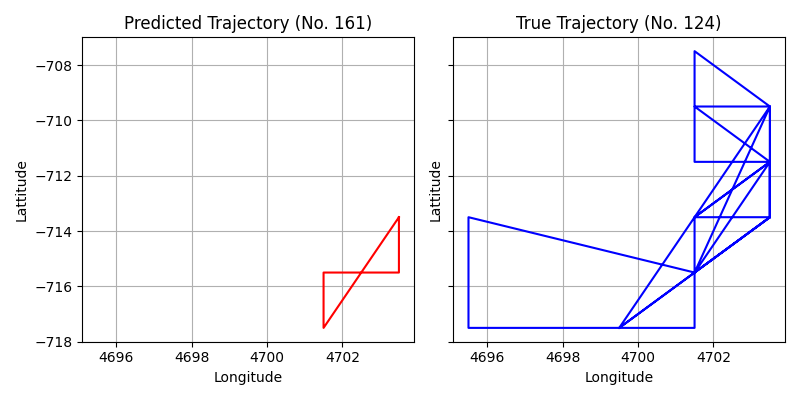 Predicted Trajectory (No. 161)
True Trajectory (No. 124)
Lattitude
−708
−710
−712
−714
−716
−718
4696
4698
4700
4702
Longitude
Lattitude
4696
4698
4700
4702
Longitude